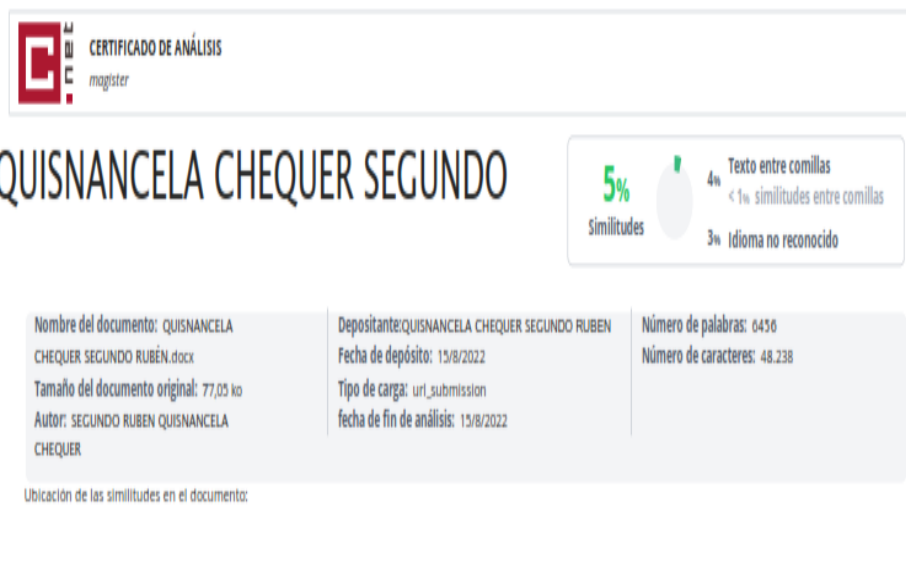 C
.net
CERTIFICADO DE ANÁLISIS
magister
QUISNANCELA CHEQUER SEGUNDO
5%
Similitudes
4% Texto entre comillas
< 1% similitudes entre comillas
3% Idioma no reconocido
Nombre del documento: QUISNANCELA
CHEQUER SEGUNDO RUBÉN.docx
Tamaño del documento original: 77,05 ko
Autor: SEGUNDO RUBEN QUISNANCELA
CHEQUER
Depositante:QUISNANCELA CHEQUER SEGUNDO RUBEN
Fecha de depósito: 15/8/2022
Tipo de carga: url_submission
fecha de fin de análisis: 15/8/2022
Número de palabras: 6456
Número de caracteres: 48.238
Ubicación de las similitudes en el documento: